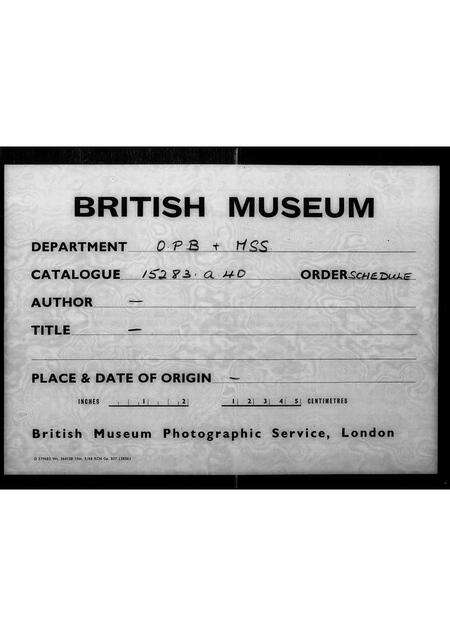 BRITISH MUSEUM
DEPARTMENT OPB + MSS
CATALOGUE 15283.a 40 ORDER SCHEDULE
AUTHOR —
TITLE —
PLACE & DATE OF ORIGIN —
INCHES 1 2 1 2 3 4 5 CENTIMETRES
British Museum Photographic Service, London